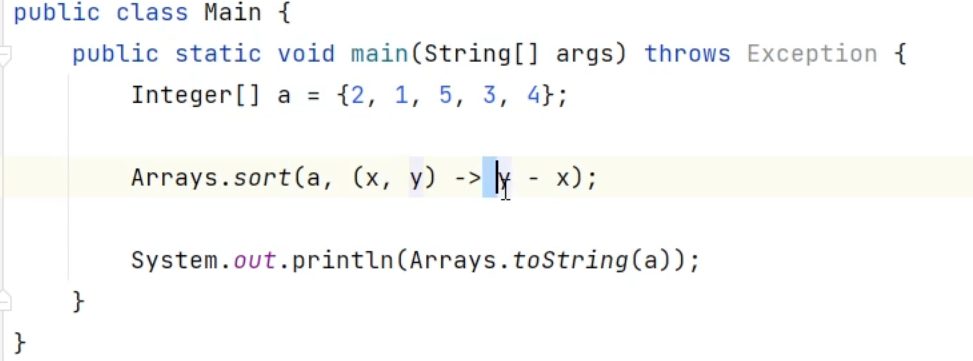 public class Main {
public static void main(String[] args) throws Exception {
Integer[] a = {2, 1, 5, 3, 4};
Arrays.sort(a, (x, y) -> y - x);
System.out.println(Arrays.toString(a));
}
}